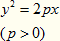 y² = 2px
(p > 0)